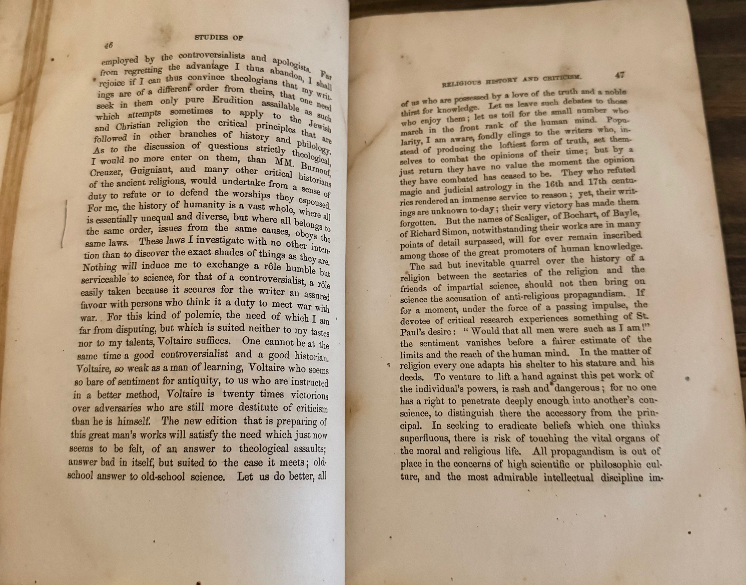 46
STUDIES OF
employed by the controversialists and apologists. Far
from regretting the advantage I thus abandon, I shall
rejoice if I can thus convince theologians that my writ-
ings are of a different order from theirs, that one need
seek in them only pure Erudition assailable as such
which attempts sometimes to apply to the Jewish
and Christian religion the critical principles that are
followed in other branches of history and philology.
As to the discussion of questions strictly theological,
I would no more enter on them, than MM. Burnouf,
Creuzer, Guigniaut, and many other critical historians
of the ancient religions, would undertake from a sense of
duty to refute or to defend the worships they espoused.
For me, the history of humanity is a vast whole, where all
is essentially unequal and diverse, but where all belongs to
the same order, issues from the same causes, obeys the
same laws. These laws I investigate with no other inten-
tion than to discover the exact shades of things as they are.
Nothing will induce me to exchange a rôle humble but
serviceable to science, for that of a controversialist, a rôle
easily taken because it secures for the writer an assured
favour with persons who think it a duty to meet war with
war. For this kind of polemic, the need of which I am
far from disputing, but which is suited neither to my tastes
nor to my talents, Voltaire suffices. One cannot be at the
same time a good controversialist and a good historian.
Voltaire, so weak as a man of learning, Voltaire who seems
so bare of sentiment for antiquity, to us who are instructed
in a better method, Voltaire is twenty times victorious
over adversaries who are still more destitute of criticism
than he is himself. The new edition that is preparing of
this great man's works will satisfy the need which just now
seems to be felt, of an answer to theological assaults;
answer bad in itself, but suited to the case it meets; old-
school answer to old-school science. Let us do better, all
RELIGIOUS HISTORY AND CRITICISM. 47
of us who are possessed by a love of the truth and a noble
thirst for knowledge. Let us leave such debates to those
who enjoy them; let us toil for the small number who
march in the front rank of the human mind. Popu-
larity, I am aware, fondly clings to the writers who, in-
stead of producing the loftiest form of truth, set them-
selves to combat the opinions of their time; but by a
just return they have no value the moment the opinion
they have combated has ceased to be. They who refuted
magic and judicial astrology in the 16th and 17th centu-
ries rendered an immense service to reason; yet, their writ-
ings are unknown to-day; their very victory has made them
forgotten. But the names of Scaliger, of Bochart, of Bayle,
of Richard Simon, notwithstanding their works are in many
points of detail surpassed, will for ever remain inscribed
among those of the great promoters of human knowledge.
The sad but inevitable quarrel over the history of a
religion between the sectaries of the religion and the
friends of impartial science, should not then bring on
science the accusation of anti-religious propagandism. If
for a moment, under the force of a passing impulse, the
devotee of critical research experiences something of St.
Paul's desire: "Would that all men were such as I am!"
the sentiment vanishes before a fairer estimate of the
limits and the reach of the human mind. In the matter of
religion every one adapts his shelter to his stature and his
deeds. To venture to lift a hand against this pet work of
the individual's powers, is rash and dangerous; for no one
has a right to penetrate deeply enough into another's con-
science, to distinguish there the accessory from the prin-
cipal. In seeking to eradicate beliefs which one thinks
superfluous, there is risk of touching the vital organs of
the moral and religious life. All propagandism is out of
place in the concerns of high scientific or philosophic cul-
ture, and the most admirable intellectual discipline im-